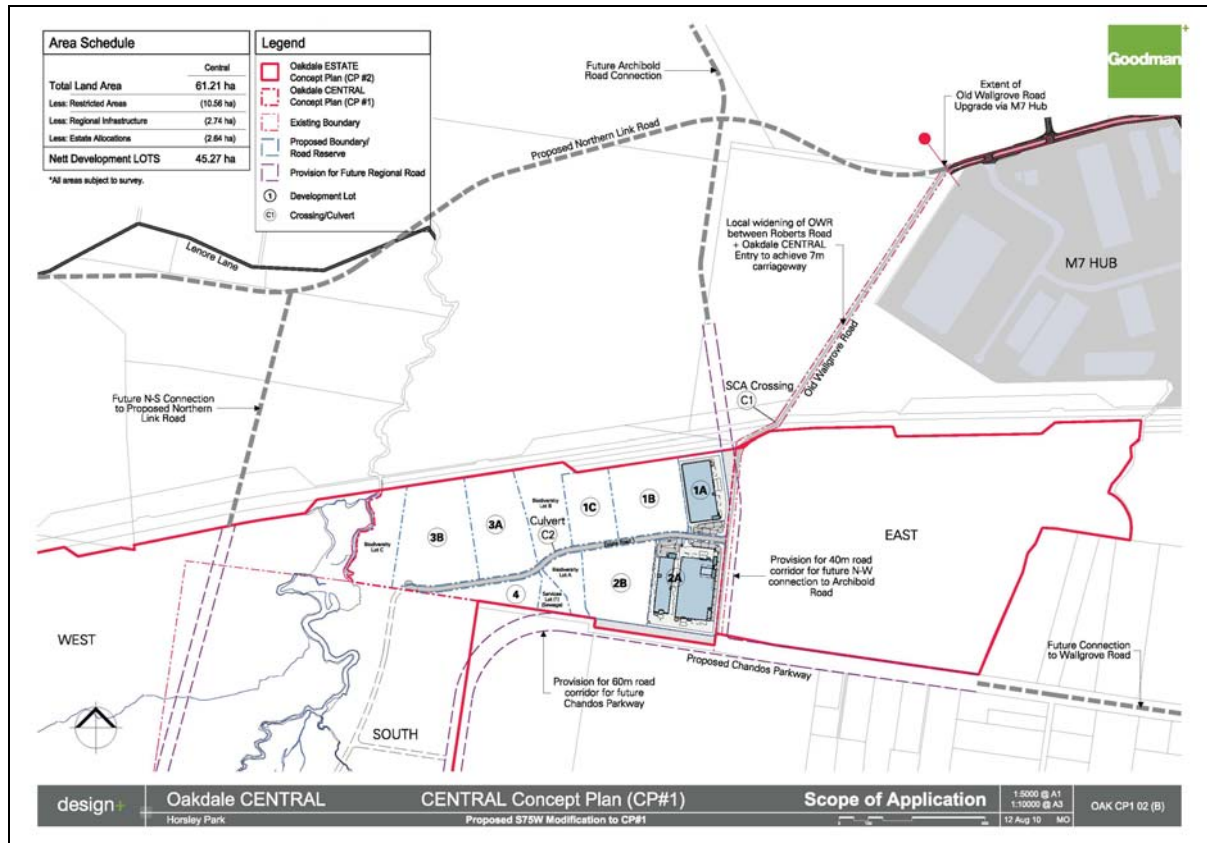 Area Schedule
Central
Total Land Area 61.21 ha
Less: Restricted Areas (10.56 ha)
Less: Regional Infrastructure (2.74 ha)
Less: Estate Allocations (2.64 ha)
Nett Development LOTS 45.27 ha
*All areas subject to survey.
Legend
Oakdale ESTATE
Concept Plan (CP #2)
Oakdale CENTRAL
Concept Plan (CP #1)
Existing Boundary
Proposed Boundary/
Road Reserve
Provision for Future Regional Road
1 Development Lot
C1 Crossing/Culvert
Future Archibold
Road Connection
Goodman+
Extent of
Old Wallgrove Road
Upgrade via M7 Hub
Proposed Northern Link Road
Lenore Lane
Local widening of OWR
between Roberts Road
+ Oakdale CENTRAL
Entry to achieve 7m
carriageway
M7 HUB
Old Wallgrove Road
Future N-S Connection
to Proposed Northern
Link Road
SCA Crossing
C1
1A
1B
1C
Biodiversity
Lot B
3A
3B
Culvert
C2
Biodiversity
Lot C
EAST
Biodiversity
Lot A
2A
2B
4
Services
Lot (T)
(Sewage)
Provision for 40m road
corridor for future N-W
connection to Archibold
Road
WEST
Future Connection
to Wallgrove Road
Proposed Chandos Parkway
Provision for 60m road
corridor for future
Chandos Parkway
SOUTH
design+
Oakdale CENTRAL
Horsley Park
CENTRAL Concept Plan (CP#1)
Proposed S75W Modification to CP#1
Scope of Application
1:5000 @ A1
1:10000 @ A3
12 Aug 10 MO
OAK CP1 02 (B)